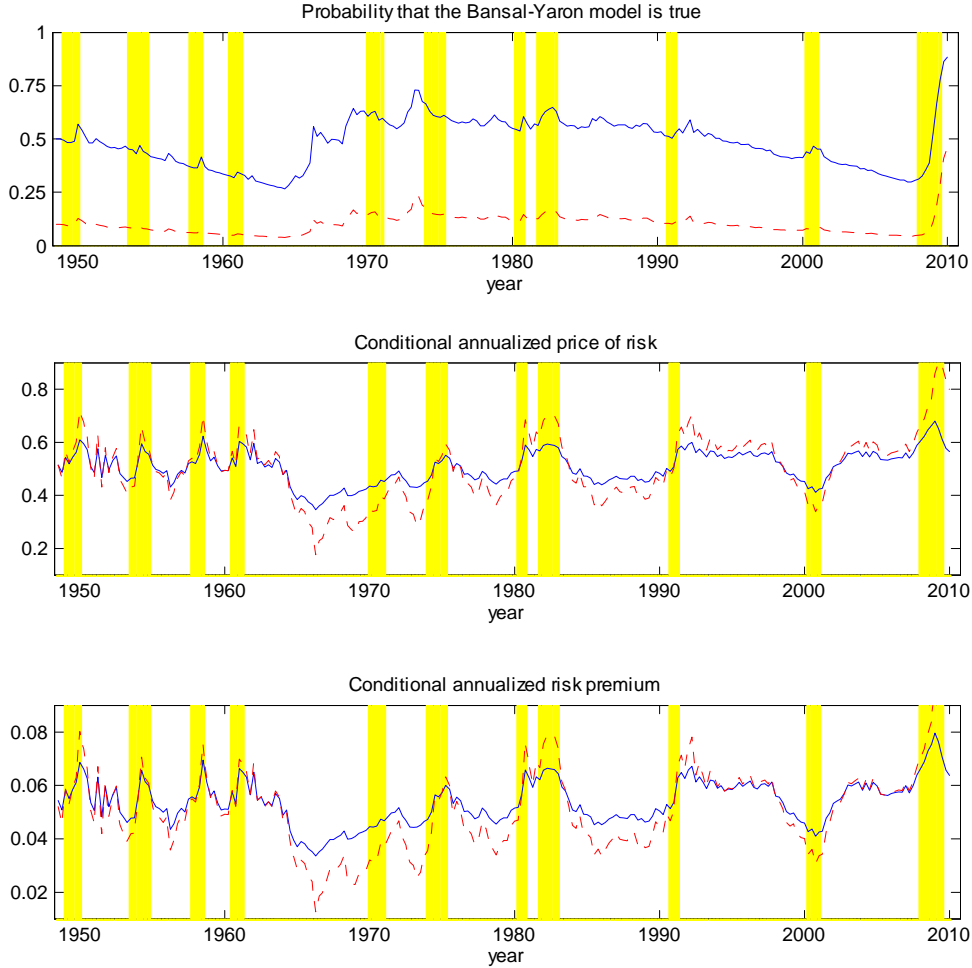 Probability that the Bansal-Yaron model is true
1
0.75
0.5
0.25
0
1950 1960 1970 1980 1990 2000 2010
year
Conditional annualized price of risk
0.8
0.6
0.4
0.2
1950 1960 1970 1980 1990 2000 2010
year
Conditional annualized risk premium
0.08
0.06
0.04
0.02
1950 1960 1970 1980 1990 2000 2010
year